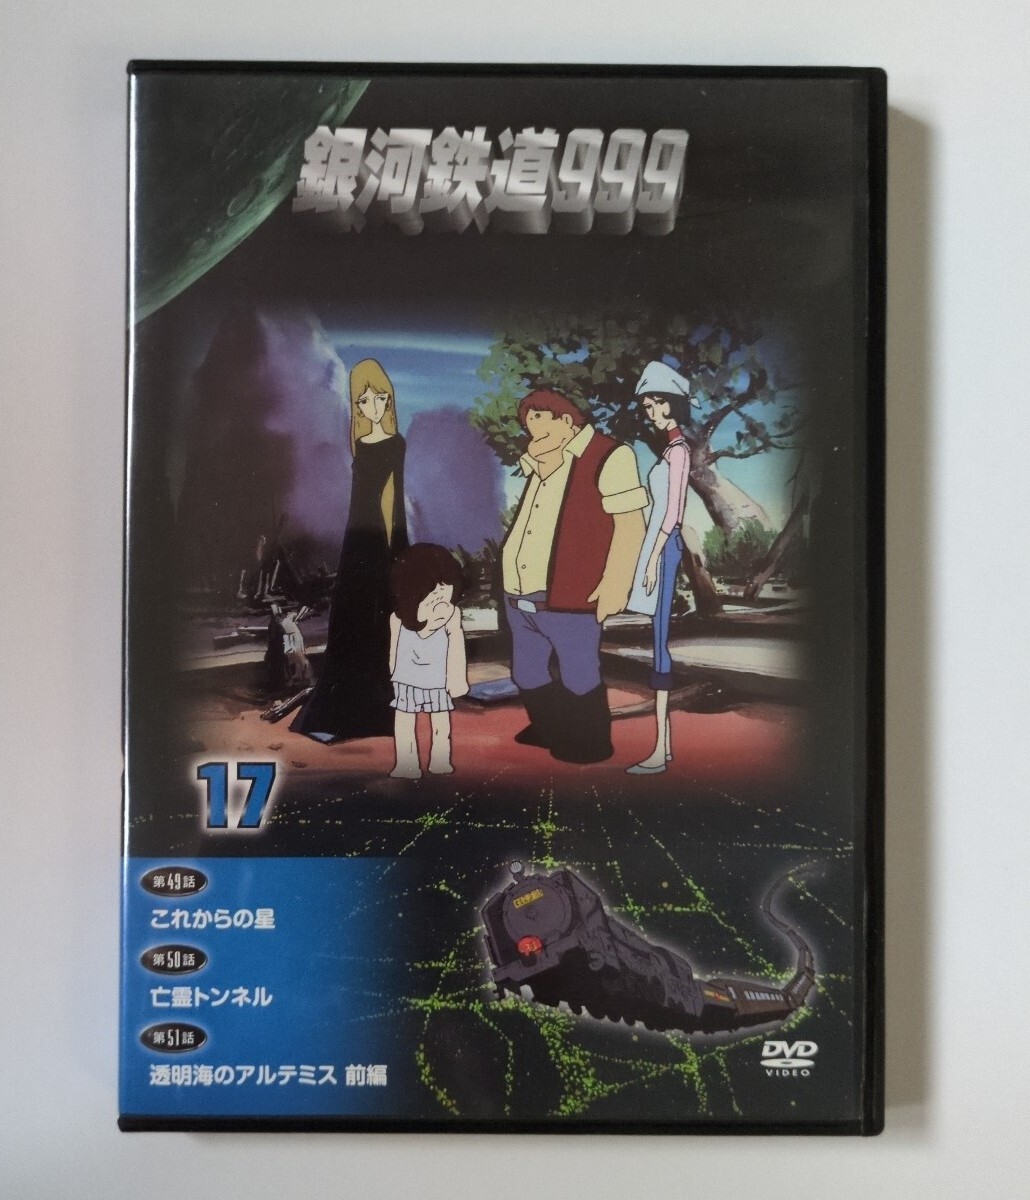 銀河鉄道999
17
第49話
これからの星
第50話
亡霊トンネル
第51話
透明海のアルテミス 前編
DVD
VIDEO